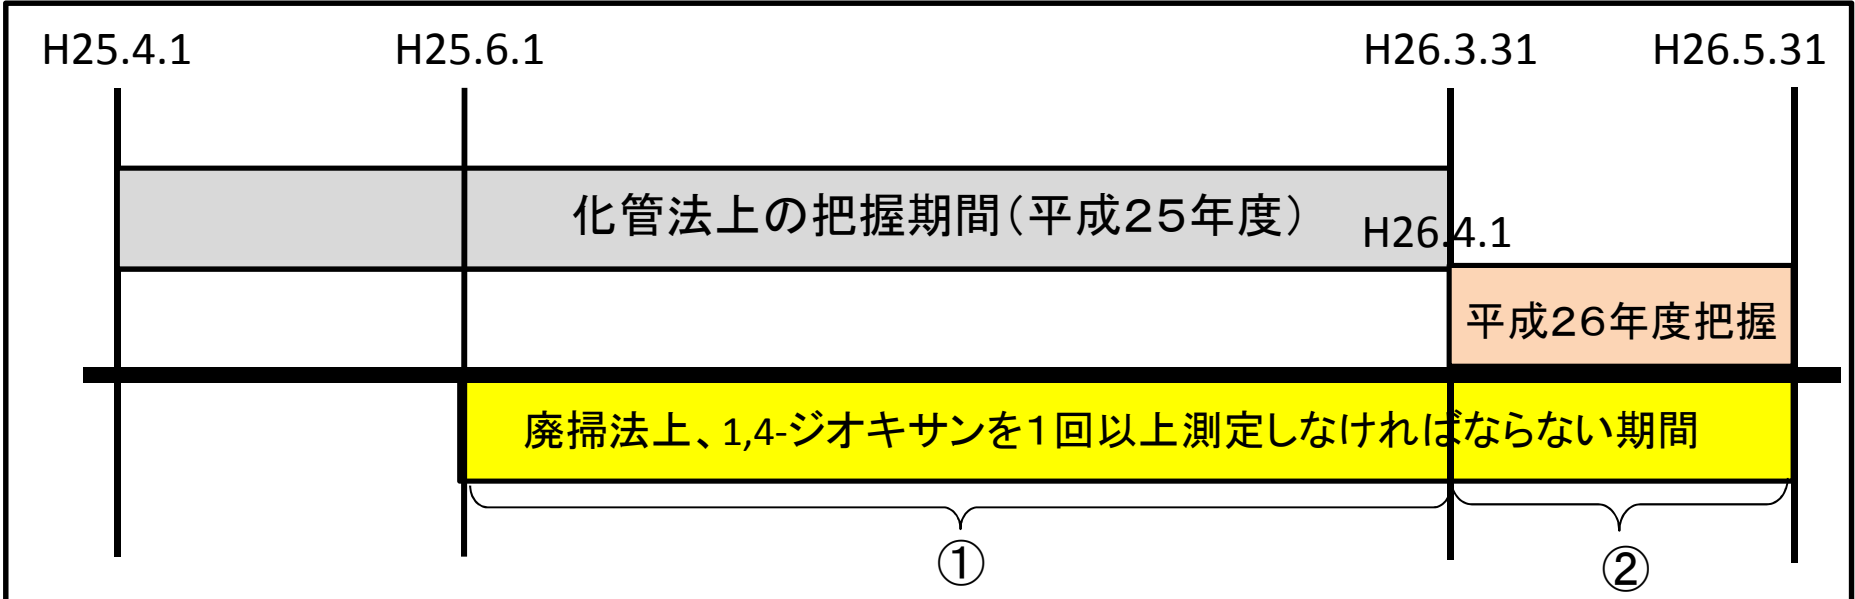 H25.4.1
H25.6.1
H26.3.31
H26.5.31
化管法上の把握期間（平成２５年度）
H26.4.1
平成２６年度把握
廃掃法上、1,4-ジオキサンを１回以上測定しなければならない期間
①
②